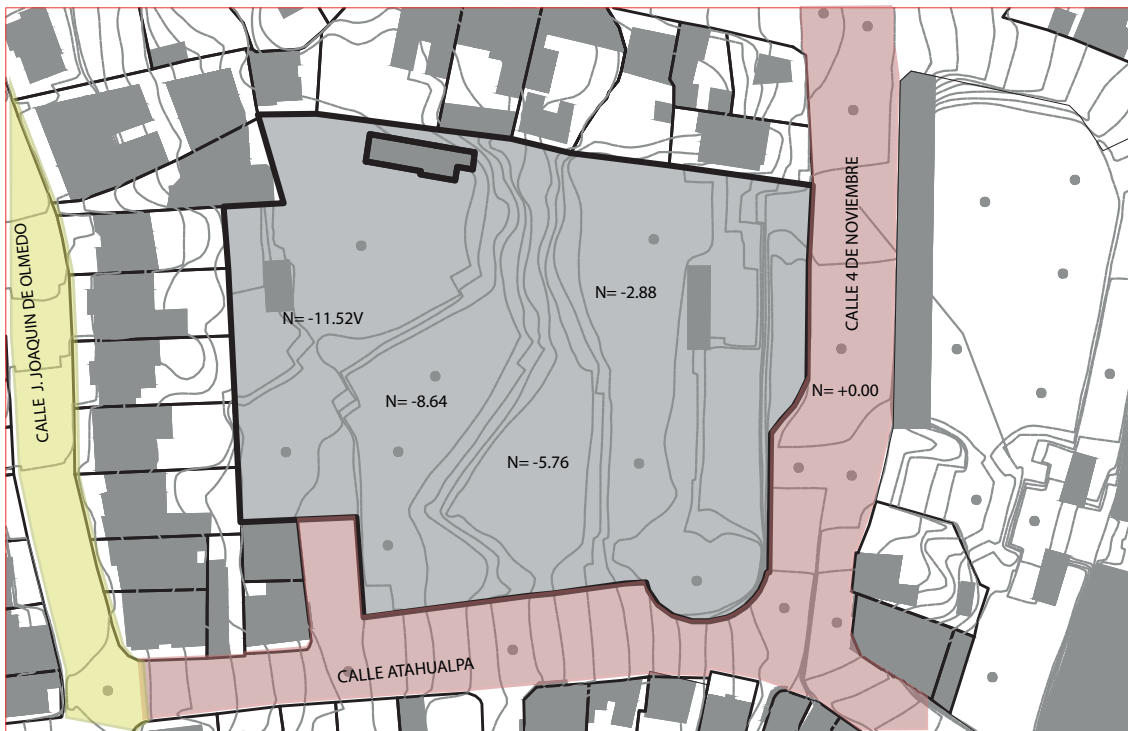 CALLE J. JOAQUIN DE OLMEDO
CALLE 4 DE NOVIEMBRE
N= -2.88
N= -11.52V
N= +0.00
N= -8.64
N= -5.76
CALLE ATAHUALPA